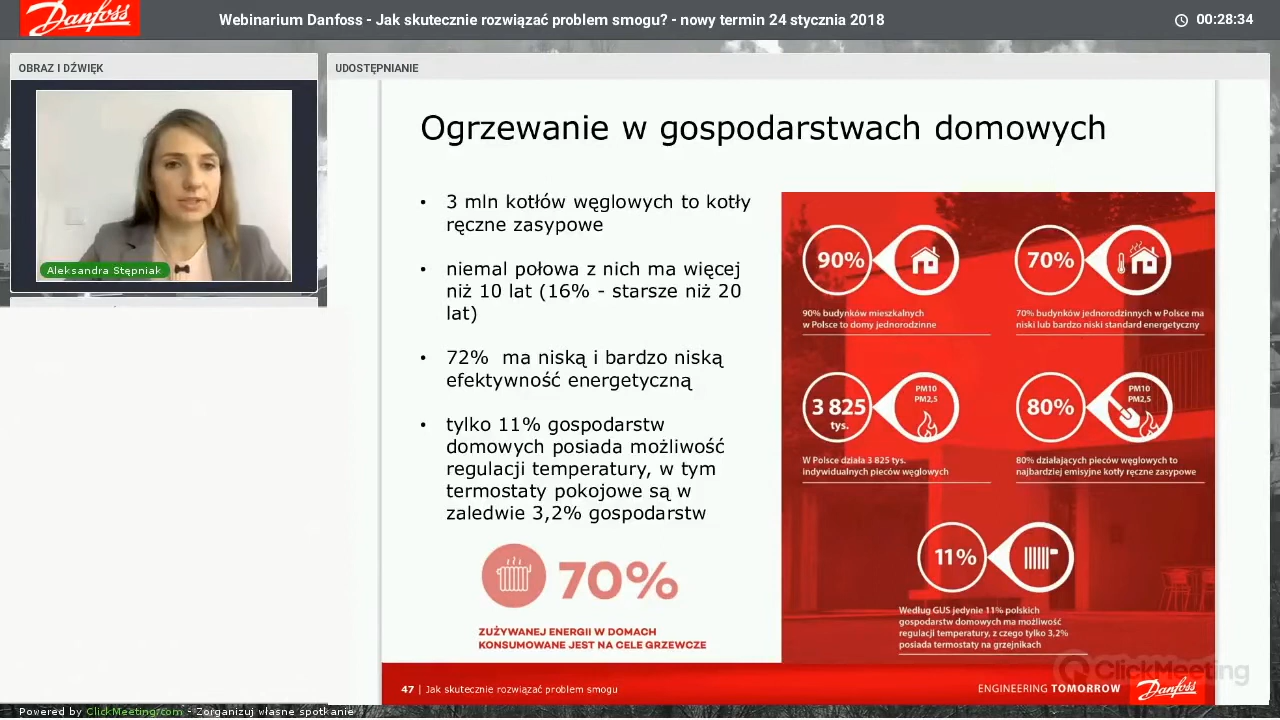 Danfoss
Webinarium Danfoss - Jak skutecznie rozwiązać problem smogu? - nowy termin 24 stycznia 2018
00:28:34
OBRAZ I DŹWIĘK
UDOSTĘPNIANIE
Aleksandra Stępniak
Ogrzewanie w gospodarstwach domowych
• 3 mln kotłów węglowych to kotły
ręczne zasypowe
• niemal połowa z nich ma więcej
niż 10 lat (16% - starsze niż 20
lat)
• 72% ma niską i bardzo niską
efektywność energetyczną
• tylko 11% gospodarstw
domowych posiada możliwość
regulacji temperatury, w tym
termostaty pokojowe są w
zaledwie 3,2% gospodarstw
70%
ZUŻYWANEJ ENERGII W DOMACH
KONSUMOWANE JEST NA CELE GRZEWCZE
90%
90% budynków mieszkalnych
w Polsce to domy jednorodzinne
70%
70% budynków jednorodzinnych w Polsce ma
niski lub bardzo niski standard energetyczny
3 825
tys.
PM10
PM2,5
W Polsce działa 3 825 tys.
indywidualnych pieców węglowych
80%
PM10
PM2,5
80% działających pieców węglowych to
najbardziej emisyjne kotły ręczne zasypowe
11%
Według GUS jedynie 11% polskich
gospodarstw domowych ma możliwość
regulacji temperatury, z czego tylko 3,2%
posiada termostaty na grzejnikach
47 | Jak skutecznie rozwiązać problem smogu
ENGINEERING TOMORROW
Danfoss
ClickMeeting
Powered by ClickMeeting.com - Zorganizuj własne spotkanie